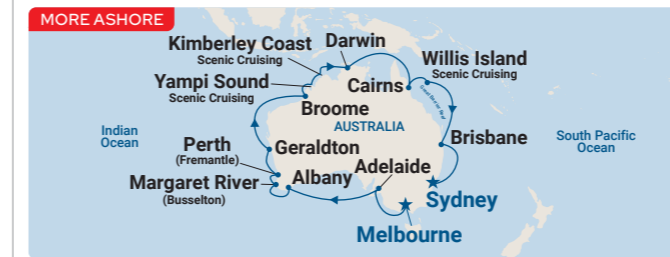 MORE ASHORE
Kimberley Coast
Scenic Cruising
Darwin
Willis Island
Scenic Cruising
Yampi Sound
Scenic Cruising
Cairns
Broome
AUSTRALIA
Indian
Ocean
Brisbane
South Pacific
Ocean
Perth
(Fremantle)
Geraldton
Adelaide
Margaret River
(Busselton)
Albany
Sydney
Melbourne